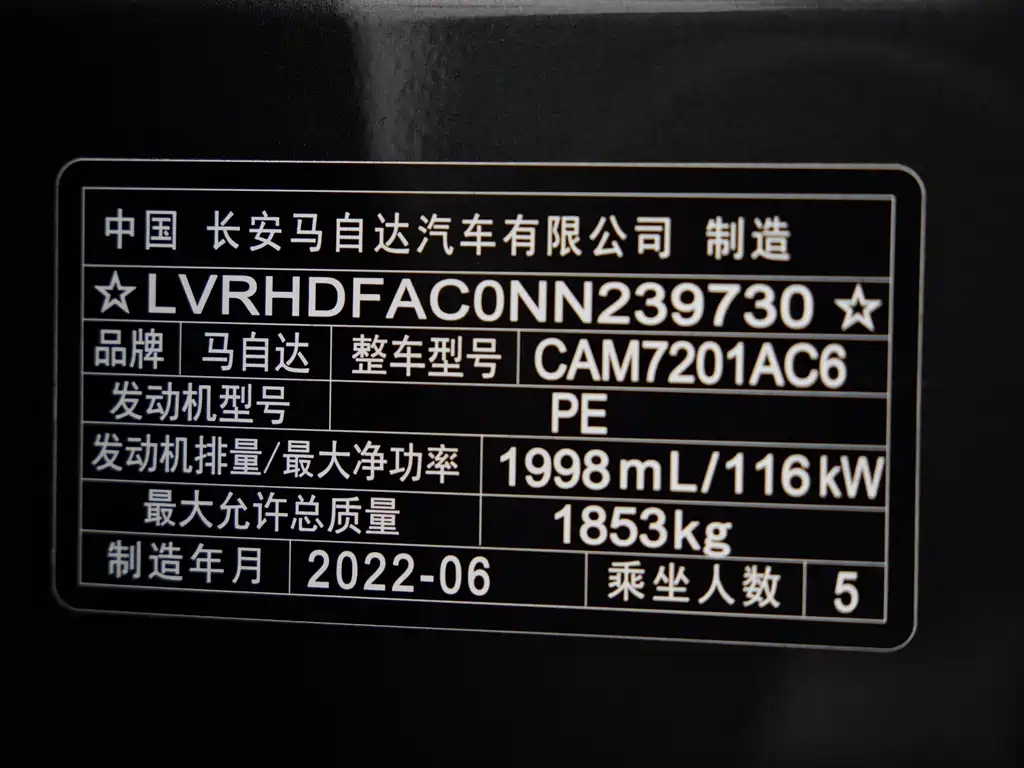 中国 长安马自达汽车有限公司 制造
☆LVRHDFAC0NN239730☆
品牌 马自达 整车型号 CAM7201AC6
发动机型号 PE
发动机排量/最大净功率 1998mL/116kW
最大允许总质量 1853kg
制造年月 2022-06 乘坐人数 5